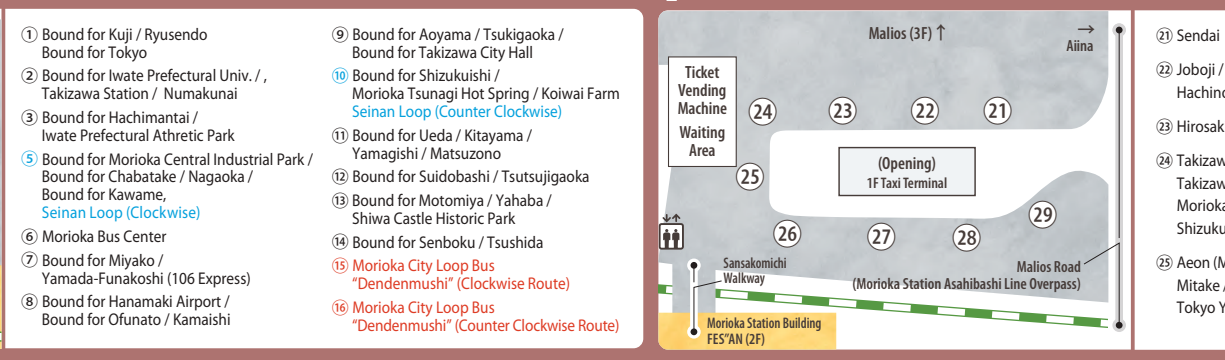 ① Bound for Kuji / Ryusendo
Bound for Tokyo
② Bound for Iwate Prefectural Univ. / ,
Takizawa Station / Numakunai
③ Bound for Hachimantai /
Iwate Prefectural Athretic Park
⑤ Bound for Morioka Central Industrial Park /
Bound for Chabatake / Nagaoka /
Bound for Kawame,
Seinan Loop (Clockwise)
⑥ Morioka Bus Center
⑦ Bound for Miyako /
Yamada-Funakoshi (106 Express)
⑧ Bound for Hanamaki Airport /
Bound for Ofunato / Kamaishi
⑨ Bound for Aoyama / Tsukigaoka /
Bound for Takizawa City Hall
⑩ Bound for Shizukuishi /
Morioka Tsunagi Hot Spring / Koiwai Farm
Seinan Loop (Counter Clockwise)
⑪ Bound for Ueda / Kitayama /
Yamagishi / Matsuzono
⑫ Bound for Suidobashi / Tsutsujigaoka
⑬ Bound for Motomiya / Yahaba /
Shiwa Castle Historic Park
⑭ Bound for Senboku / Tsushida
⑮ Morioka City Loop Bus
“Dendenmushi” (Clockwise Route)
⑯ Morioka City Loop Bus
“Dendenmushi” (Counter Clockwise Route)
Malios (3F) ↑
→
Aiina
Ticket
Vending
Machine
Waiting
Area
㉔ ㉓ ㉒ ㉑
(Opening)
1F Taxi Terminal
㉕
㉖ ㉗ ㉘ ㉙
Sansakomichi
Walkway
Malios Road
(Morioka Station Asahibashi Line Overpass)
Morioka Station Building
FES”AN (2F)
㉑ Sendai
㉒ Joboji /
Hachino
㉓ Hirosak
㉔ Takizaw
Takizaw
Morioka
Shizuku
㉕ Aeon (M
Mitake /
Tokyo Y